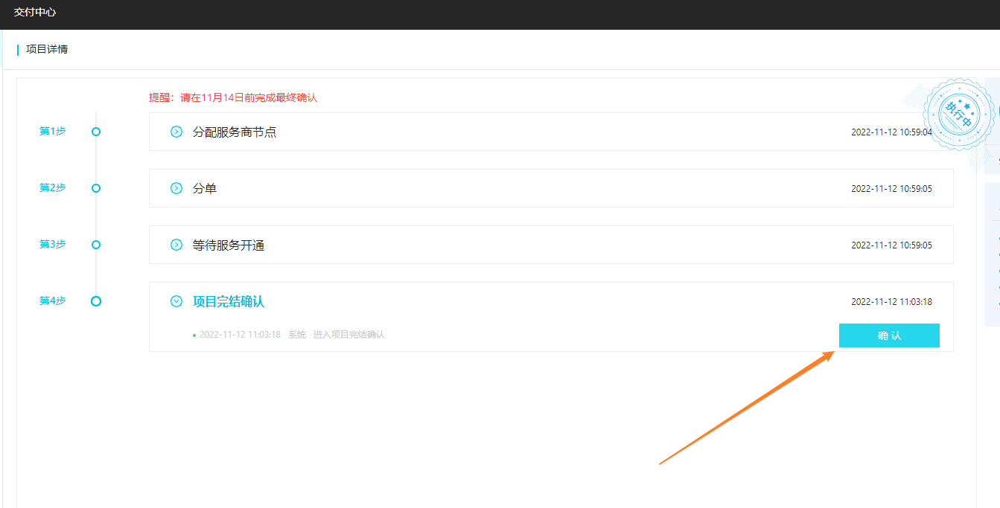 交付中心
项目详情
提醒：请在11月14日前完成最终确认
执行中
第1步 分配服务商节点 2022-11-12 10:59:04
第2步 分单 2022-11-12 10:59:05
第3步 等待服务开通 2022-11-12 10:59:05
第4步 项目完结确认 2022-11-12 11:03:18
2022-11-12 11:03:18 系统 进入项目完结确认
确 认